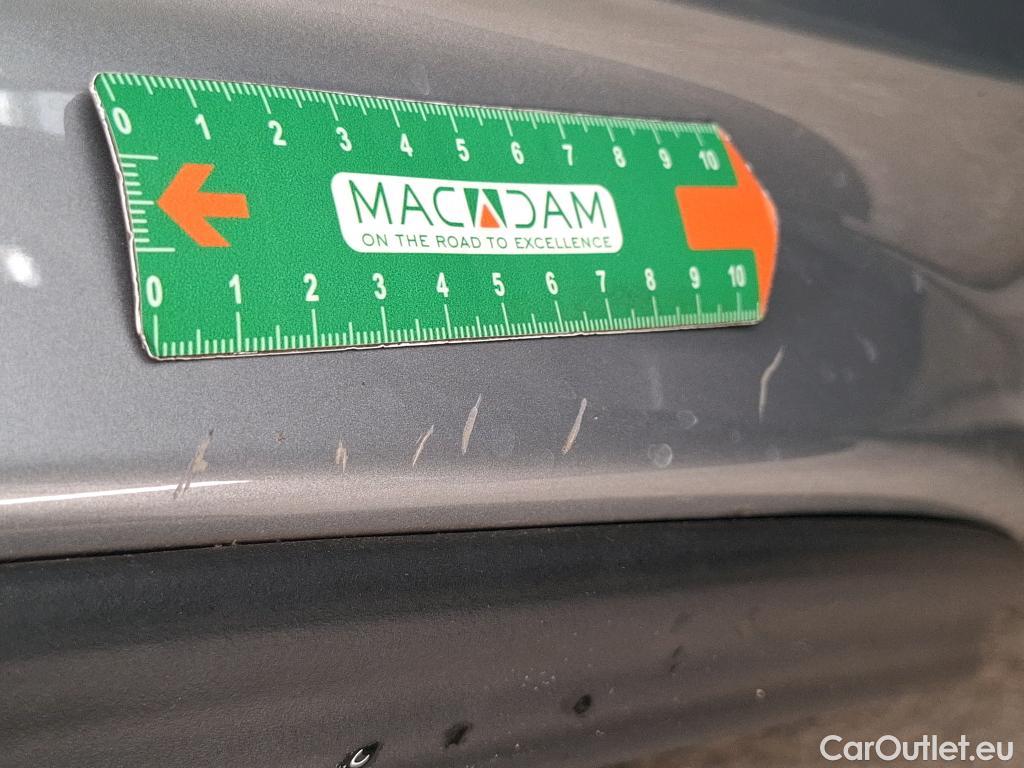 0 1 2 3 4 5 6 7 8 9 10
MACADAM
ON THE ROAD TO EXCELLENCE
0 1 2 3 4 5 6 7 8 9 10
CarOutlet.eu